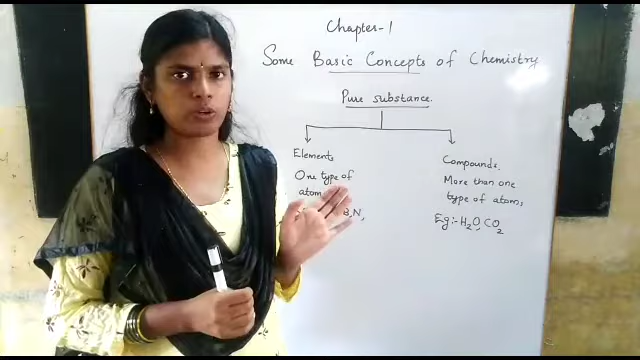 Chapter-1
Some Basic Concepts of Chemistry
Pure substance.
Elements
One type of
atom
B,N,
Compounds.
More than one
type of atoms
Eg:- H₂O, CO₂